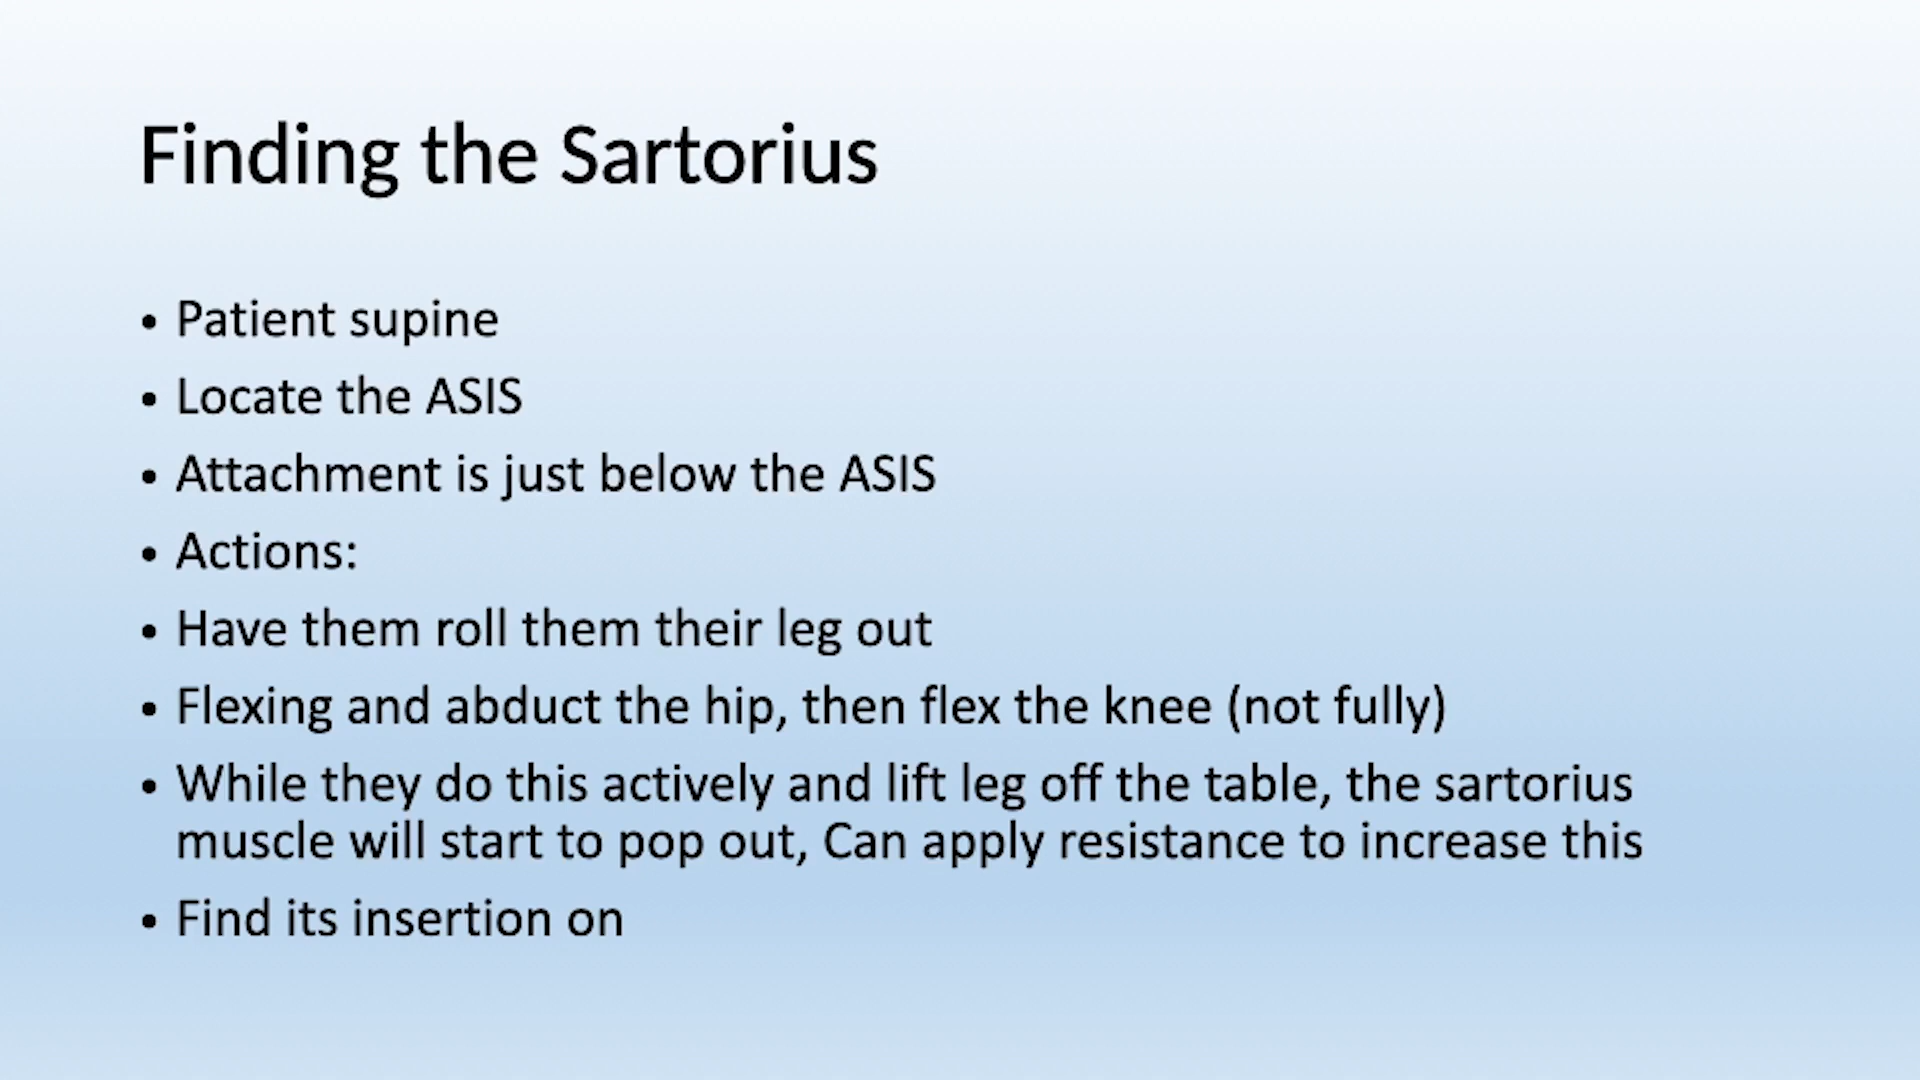 Finding the Sartorius
• Patient supine
• Locate the ASIS
• Attachment is just below the ASIS
• Actions:
• Have them roll them their leg out
• Flexing and abduct the hip, then flex the knee (not fully)
• While they do this actively and lift leg off the table, the sartorius
muscle will start to pop out, Can apply resistance to increase this
• Find its insertion on